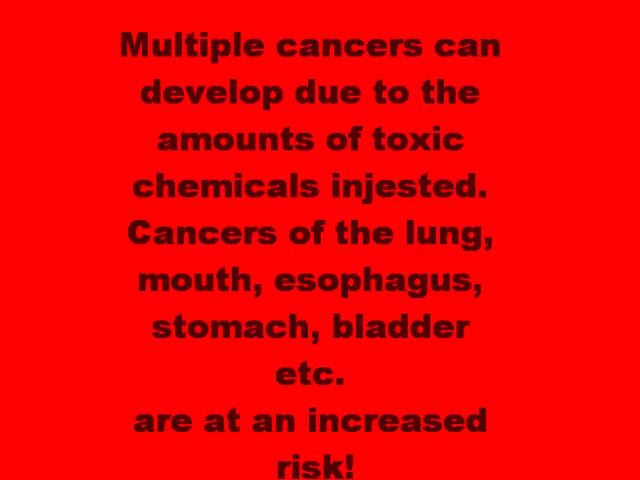 Multiple cancers can
develop due to the
amounts of toxic
chemicals injested.
Cancers of the lung,
mouth, esophagus,
stomach, bladder
etc.
are at an increased
risk!